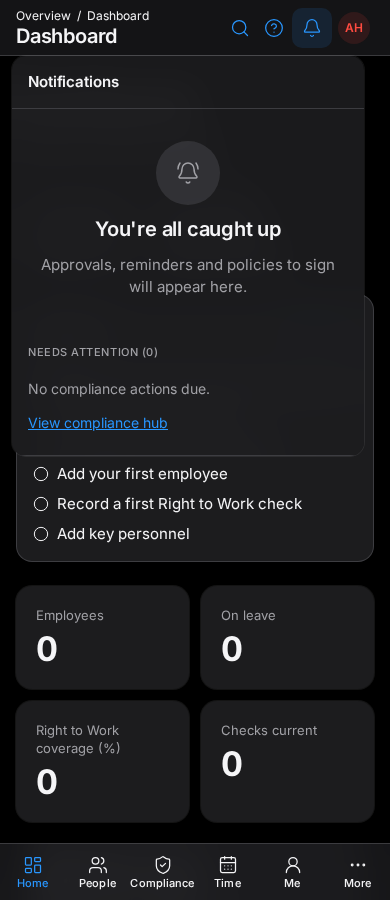 Overview / Dashboard
Dashboard
AH
Notifications
You're all caught up
Approvals, reminders and policies to sign
will appear here.
NEEDS ATTENTION (0)
No compliance actions due.
View compliance hub
Add your first employee
Record a first Right to Work check
Add key personnel
Employees
0
On leave
0
Right to Work
coverage (%)
0
Checks current
0
Home
People
Compliance
Time
Me
More